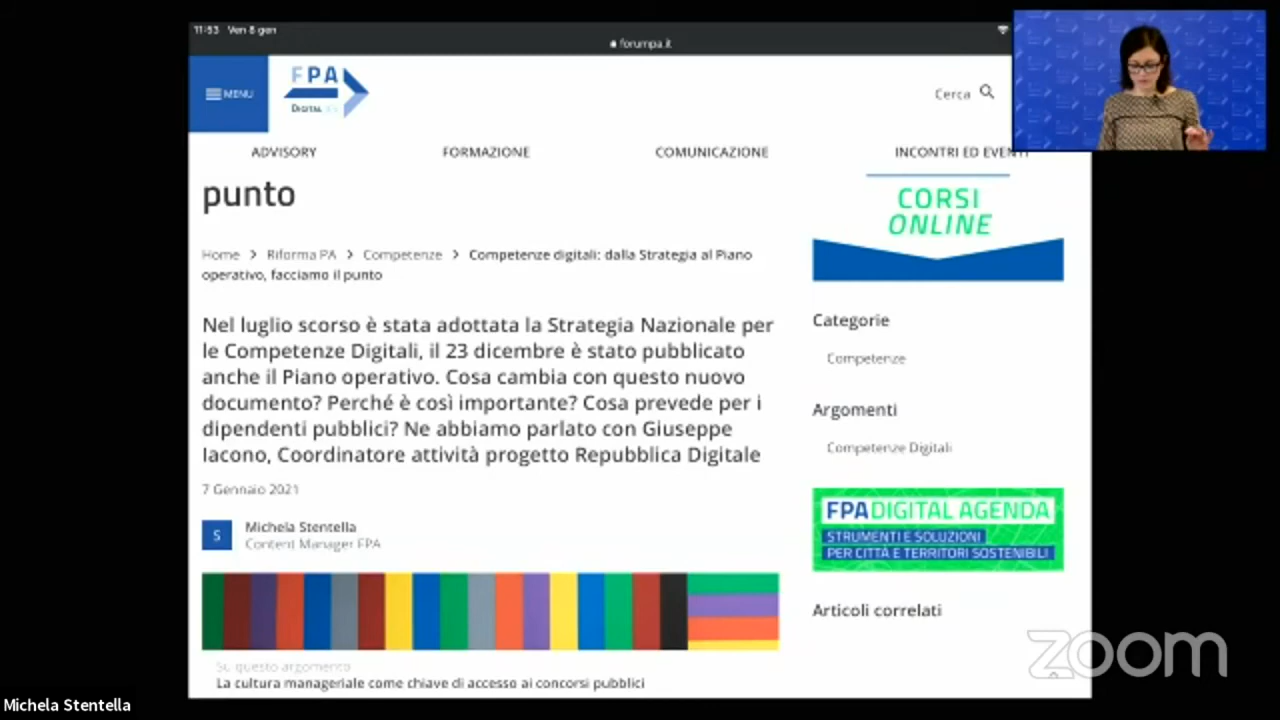 11:53 Ven 8 gen
forumpa.it
MENU
FPA
DIGITAL
Cerca
ADVISORY FORMAZIONE COMUNICAZIONE INCONTRI ED EVENTI
punto
CORSI
ONLINE
Home > Riforma PA > Competenze > Competenze digitali: dalla Strategia al Piano
operativo, facciamo il punto
Nel luglio scorso è stata adottata la Strategia Nazionale per
le Competenze Digitali, il 23 dicembre è stato pubblicato
anche il Piano operativo. Cosa cambia con questo nuovo
documento? Perché è così importante? Cosa prevede per i
dipendenti pubblici? Ne abbiamo parlato con Giuseppe
Iacono, Coordinatore attività progetto Repubblica Digitale
7 Gennaio 2021
S
Michela Stentella
Content Manager FPA
Su questo argomento
La cultura manageriale come chiave di accesso ai concorsi pubblici
Categorie
Competenze
Argomenti
Competenze Digitali
FPA DIGITAL AGENDA
STRUMENTI E SOLUZIONI
PER CITTÀ E TERRITORI SOSTENIBILI
Articoli correlati
zoom
Michela Stentella